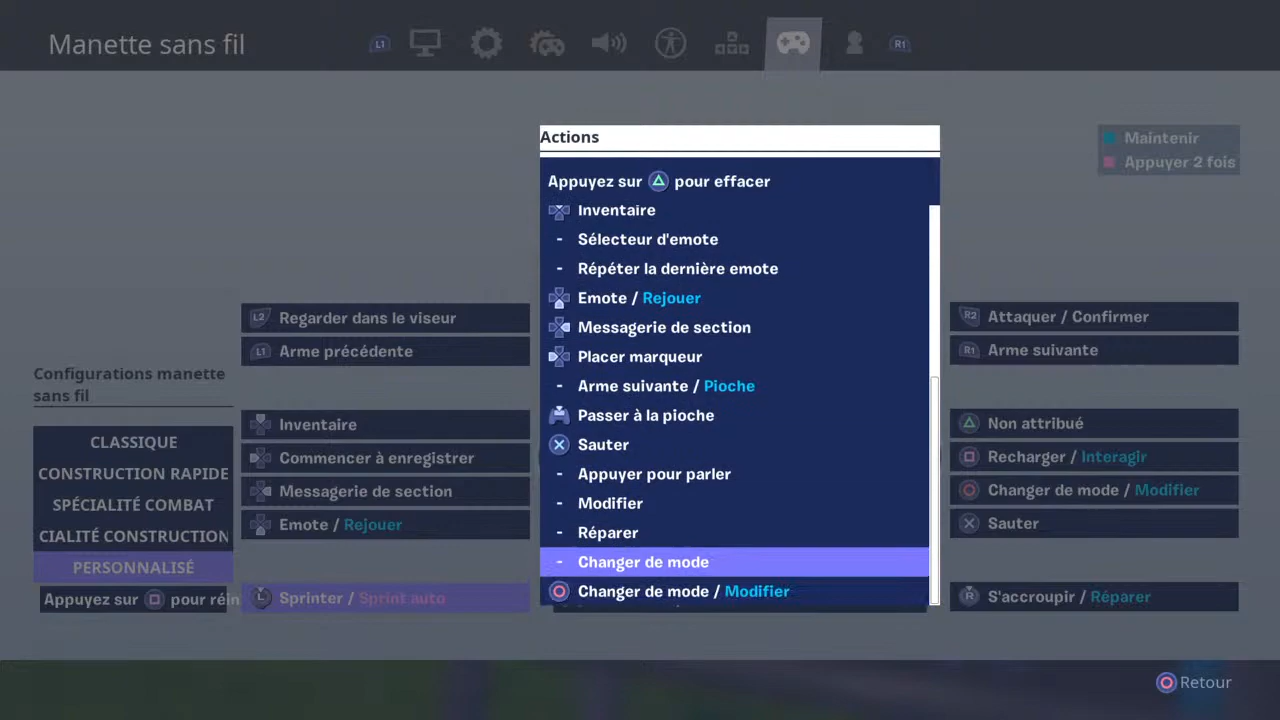 Manette sans fil
L1
R1
Maintenir
Appuyer 2 fois
L2 Regarder dans le viseur
L1 Arme précédente
Configurations manette
sans fil
CLASSIQUE
CONSTRUCTION RAPIDE
SPÉCIALITÉ COMBAT
CIALITÉ CONSTRUCTION
PERSONNALISÉ
Appuyez sur pour réin
Inventaire
Commencer à enregistrer
Messagerie de section
Emote / Rejouer
L Sprinter / Sprint auto
Actions
Appuyez sur pour effacer
Inventaire
- Sélecteur d'emote
- Répéter la dernière emote
Emote / Rejouer
Messagerie de section
Placer marqueur
- Arme suivante / Pioche
Passer à la pioche
Sauter
- Appuyer pour parler
- Modifier
- Réparer
- Changer de mode
Changer de mode / Modifier
R2 Attaquer / Confirmer
R1 Arme suivante
Non attribué
Recharger / Interagir
Changer de mode / Modifier
Sauter
R S'accroupir / Réparer
Retour